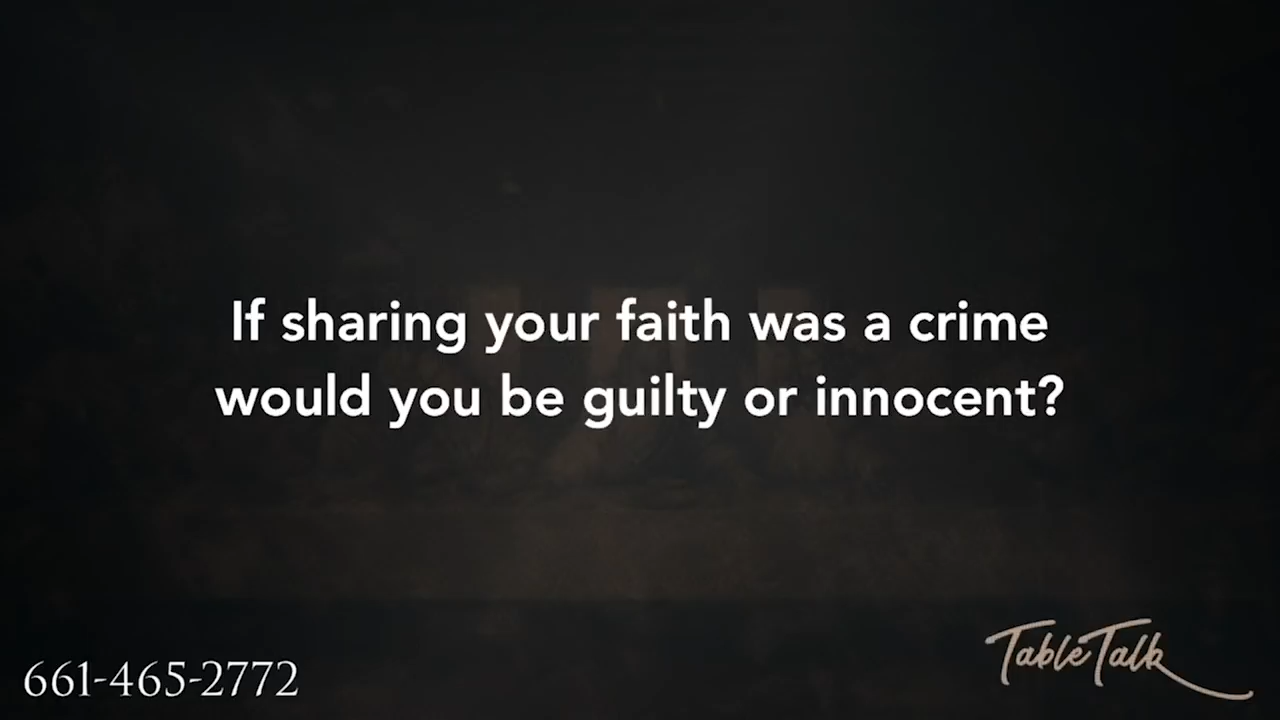 If sharing your faith was a crime
would you be guilty or innocent?
661-465-2772
TableTalk